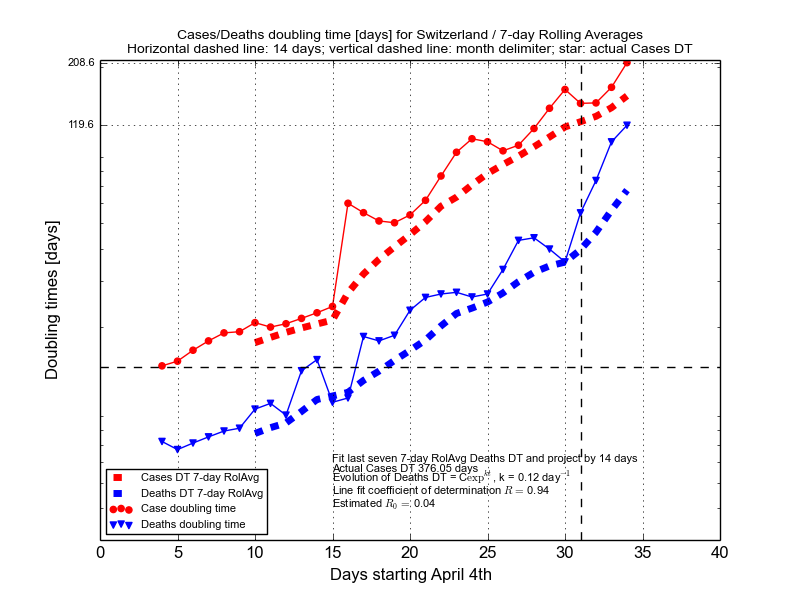 Cases/Deaths doubling time [days] for Switzerland / 7-day Rolling Averages
Horizontal dashed line: 14 days; vertical dashed line: month delimiter; star: actual Cases DT
208.6
119.6
Doubling times [days]
Fit last seven 7-day RolAvg Deaths DT and project by 14 days
Actual Cases DT 376.05 days
Evolution of Deaths DT = Cexp^{kt}, k = 0.12 day^{-1}
Line fit coefficient of determination R = 0.94
Estimated R_0 = 0.04
Cases DT 7-day RolAvg
Deaths DT 7-day RolAvg
Case doubling time
Deaths doubling time
0 5 10 15 20 25 30 35 40
Days starting April 4th